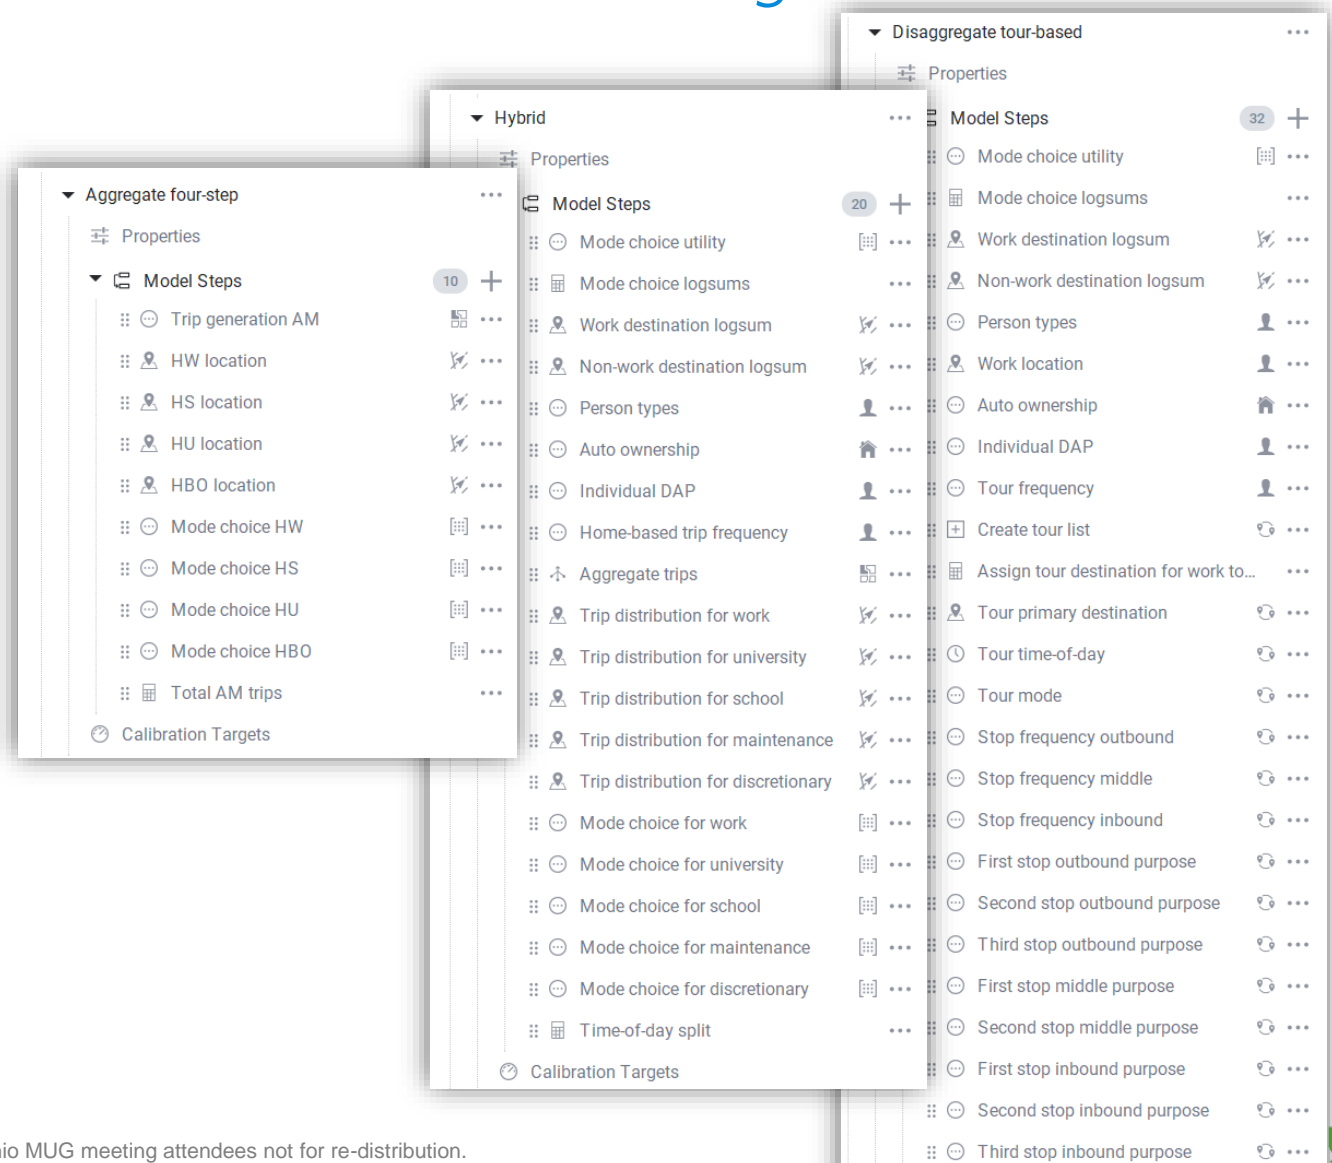 Aggregate four-step
Properties
Model Steps 10
Trip generation AM
HW location
HS location
HU location
HBO location
Mode choice HW
Mode choice HS
Mode choice HU
Mode choice HBO
Total AM trips
Calibration Targets
Hybrid
Properties
Model Steps 20
Mode choice utility
Mode choice logsums
Work destination logsum
Non-work destination logsum
Person types
Auto ownership
Individual DAP
Home-based trip frequency
Aggregate trips
Trip distribution for work
Trip distribution for university
Trip distribution for school
Trip distribution for maintenance
Trip distribution for discretionary
Mode choice for work
Mode choice for university
Mode choice for school
Mode choice for maintenance
Mode choice for discretionary
Time-of-day split
Calibration Targets
Disaggregate tour-based
Properties
Model Steps 32
Mode choice utility
Mode choice logsums
Work destination logsum
Non-work destination logsum
Person types
Work location
Auto ownership
Individual DAP
Tour frequency
Create tour list
Assign tour destination for work to...
Tour primary destination
Tour time-of-day
Tour mode
Stop frequency outbound
Stop frequency middle
Stop frequency inbound
First stop outbound purpose
Second stop outbound purpose
Third stop outbound purpose
First stop middle purpose
Second stop middle purpose
First stop inbound purpose
Second stop inbound purpose
Third stop inbound purpose
MUG meeting attendees not for re-distribution.